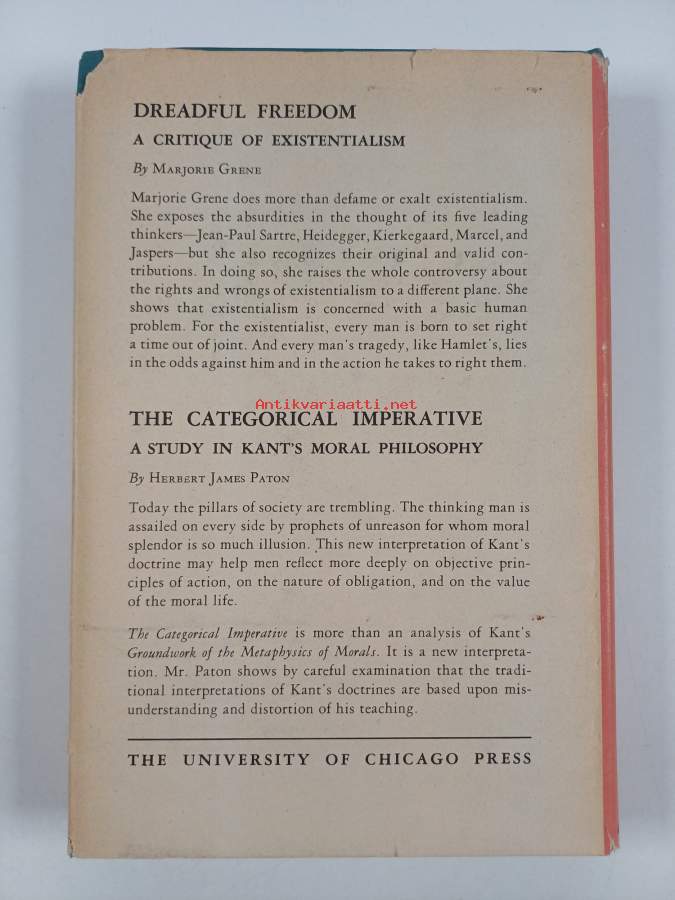 DREADFUL FREEDOM
A CRITIQUE OF EXISTENTIALISM
By Marjorie Grene
Marjorie Grene does more than defame or exalt existentialism.
She exposes the absurdities in the thought of its five leading
thinkers—Jean-Paul Sartre, Heidegger, Kierkegaard, Marcel, and
Jaspers—but she also recognizes their original and valid con-
tributions. In doing so, she raises the whole controversy about
the rights and wrongs of existentialism to a different plane. She
shows that existentialism is concerned with a basic human
problem. For the existentialist, every man is born to set right
a time out of joint. And every man's tragedy, like Hamlet's, lies
in the odds against him and in the action he takes to right them.
Antikvariaatti.net
THE CATEGORICAL IMPERATIVE
A STUDY IN KANT'S MORAL PHILOSOPHY
By Herbert James Paton
Today the pillars of society are trembling. The thinking man is
assailed on every side by prophets of unreason for whom moral
splendor is so much illusion. This new interpretation of Kant's
doctrine may help men reflect more deeply on objective prin-
ciples of action, on the nature of obligation, and on the value
of the moral life.
The Categorical Imperative is more than an analysis of Kant's
Groundwork of the Metaphysics of Morals. It is a new interpreta-
tion. Mr. Paton shows by careful examination that the tradi-
tional interpretations of Kant's doctrines are based upon mis-
understanding and distortion of his teaching.
THE UNIVERSITY OF CHICAGO PRESS